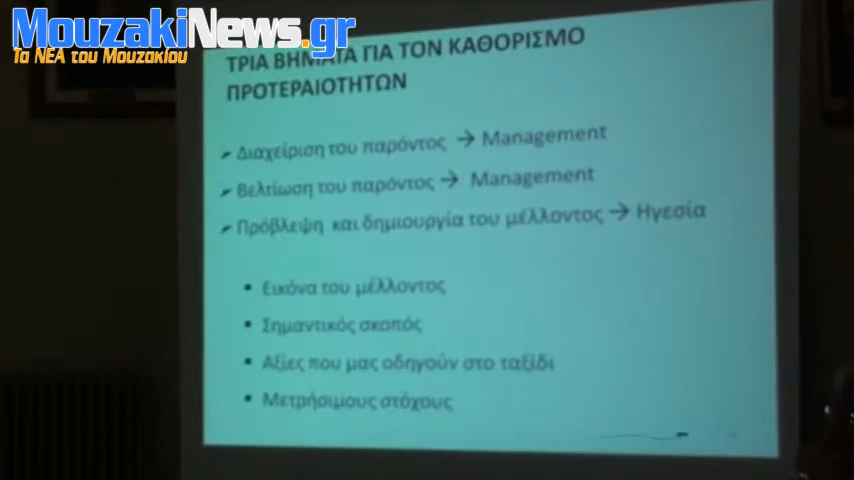 MouzakiNews.gr
Τα ΝΕΑ του Μουζακίου
ΤΡΙΑ ΒΗΜΑΤΑ ΓΙΑ ΤΟΝ ΚΑΘΟΡΙΣΜΟ
ΠΡΟΤΕΡΑΙΟΤΗΤΩΝ
Διαχείριση του παρόντος → Management
Βελτίωση του παρόντος → Management
Πρόβλεψη και δημιουργία του μέλλοντος → Ηγεσία
Εικόνα του μέλλοντος
Σημαντικός σκοπός
Αξίες που μας οδηγούν στο ταξίδι
Μετρήσιμους στόχους